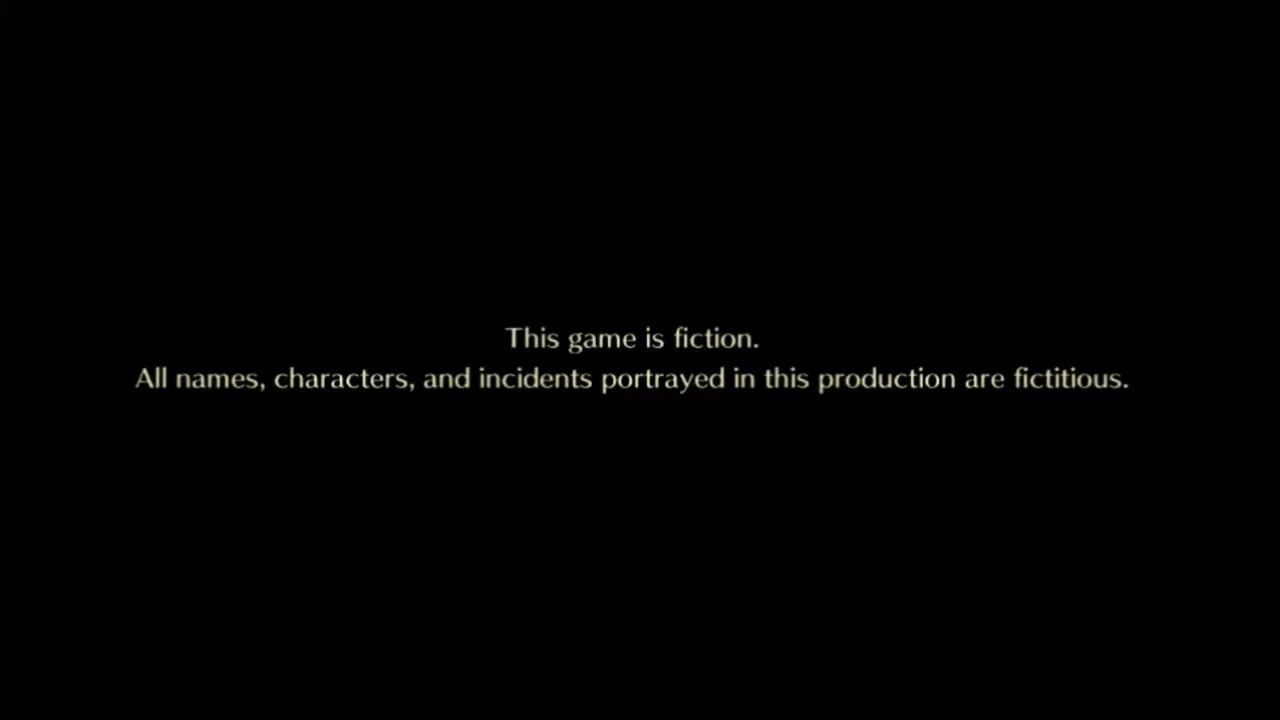 This game is fiction.
All names, characters, and incidents portrayed in this production are fictitious.